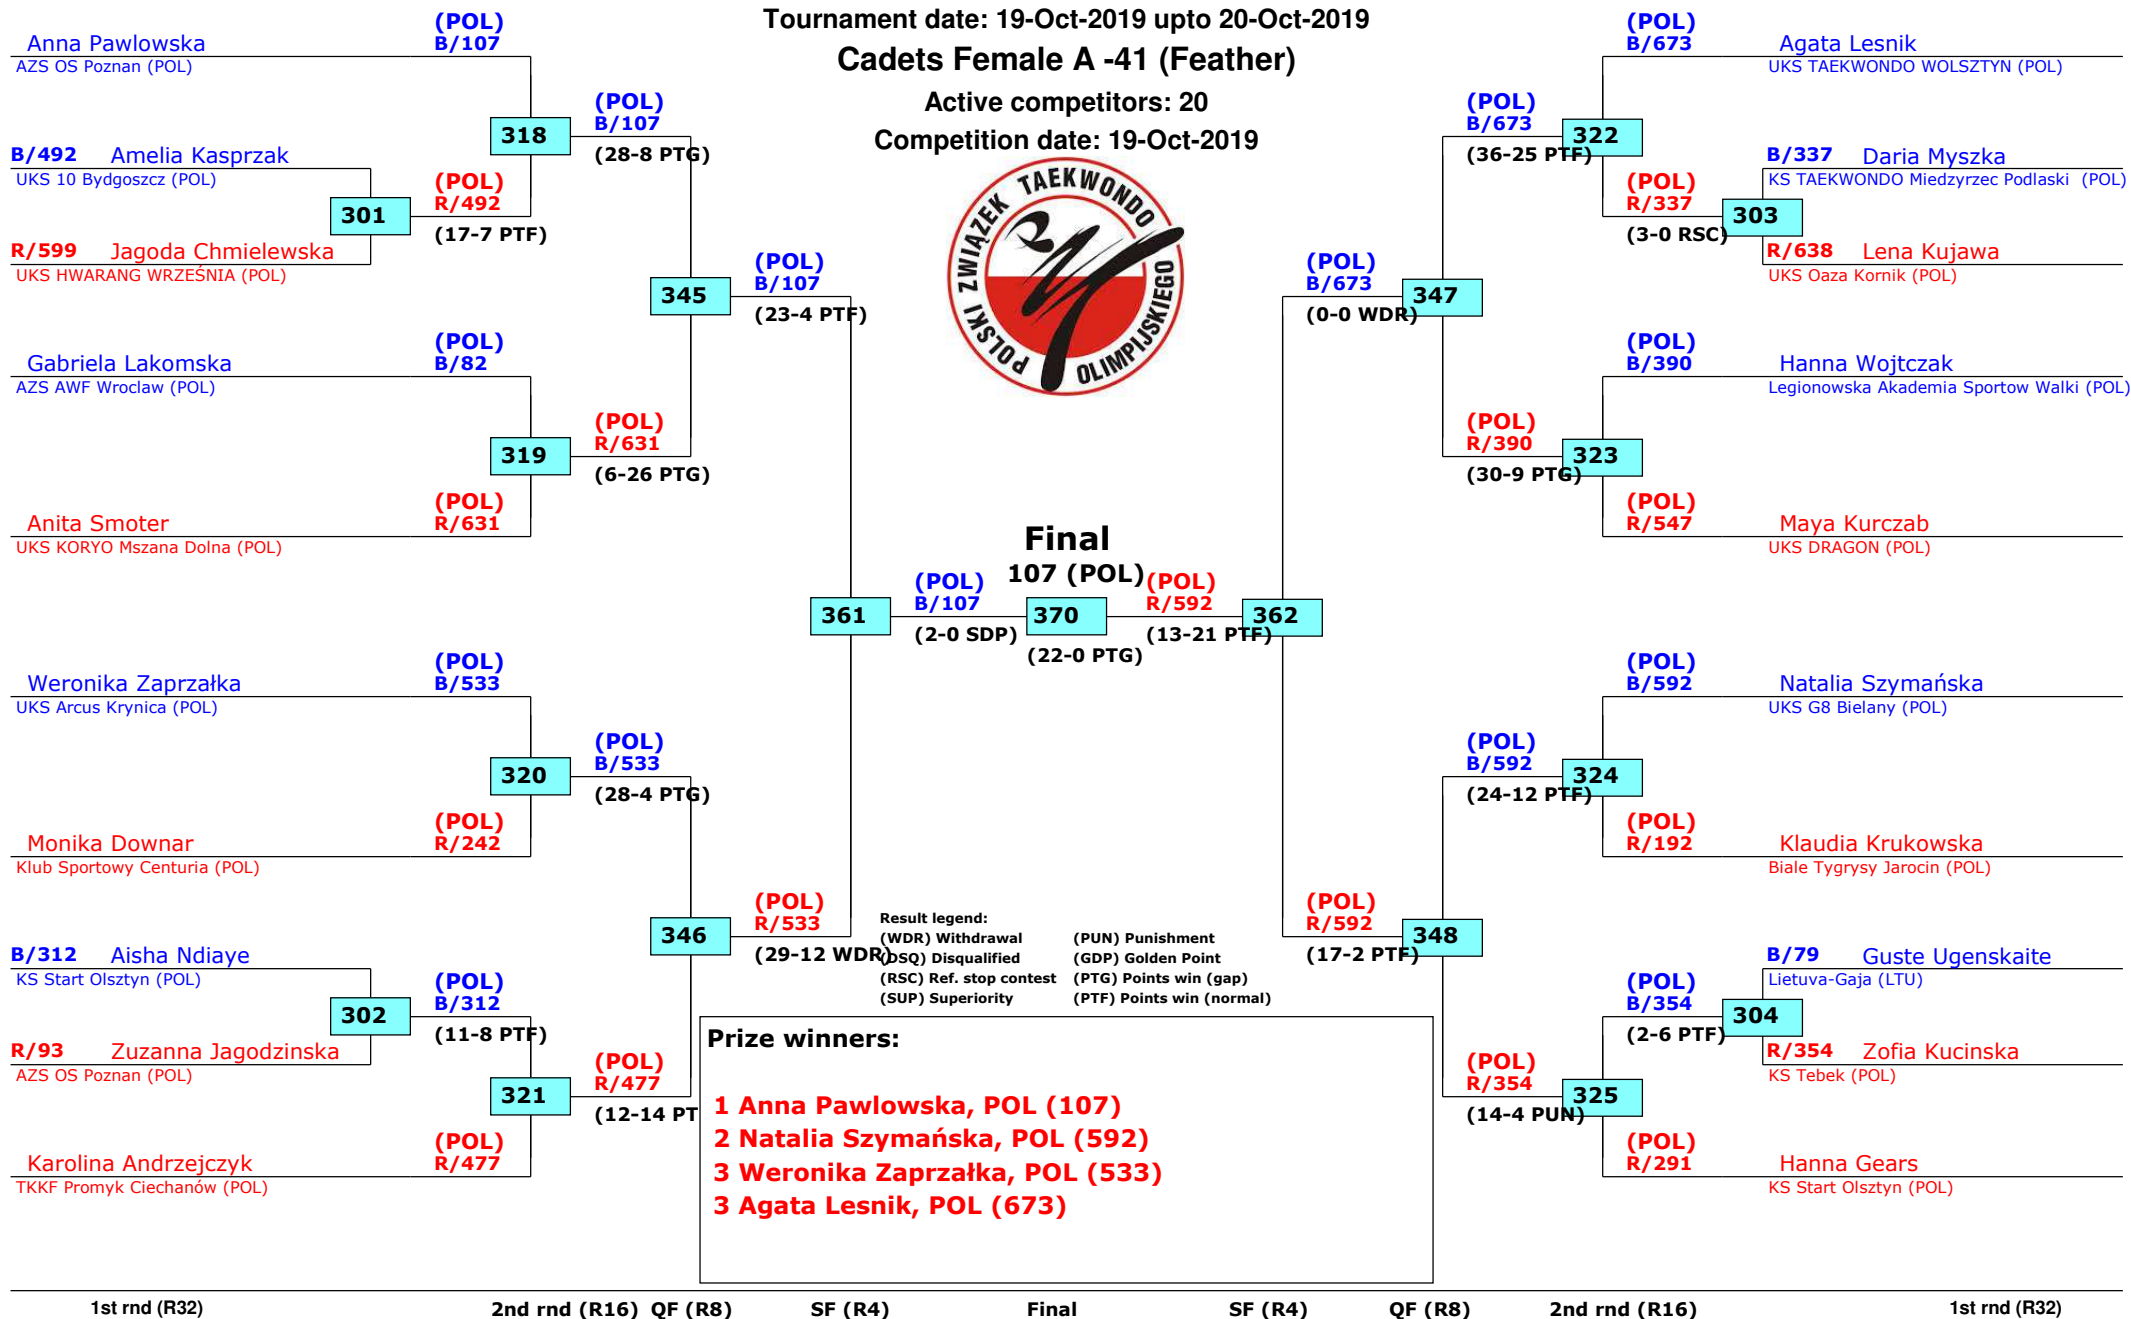 Tournament date: 19-Oct-2019 upto 20-Oct-2019
Cadets Female A -41 (Feather)
Active competitors: 20
Competition date: 19-Oct-2019
POLSKI ZWIĄZEK TAEKWONDO OLIMPIJSKIEGO
(POL)
Anna Pawlowska B/107
AZS OS Poznan (POL)
(POL)
318 B/107
(28-8 PTG)
B/492 Amelia Kasprzak
UKS 10 Bydgoszcz (POL)
(POL)
301 R/492
(17-7 PTF)
R/599 Jagoda Chmielewska
UKS HWARANG WRZEŚNIA (POL)
(POL)
345 B/107
(23-4 PTF)
(POL)
Gabriela Lakomska B/82
AZS AWF Wroclaw (POL)
(POL)
319 R/631
(6-26 PTG)
(POL)
Anita Smoter R/631
UKS KORYO Mszana Dolna (POL)
(POL)
361 B/107
(2-0 SDP)
(POL)
Weronika Zaprzałka B/533
UKS Arcus Krynica (POL)
(POL)
320 B/533
(28-4 PTG)
(POL)
Monika Downar R/242
Klub Sportowy Centuria (POL)
(POL)
346 R/533
(29-12 WDR)
B/312 Aisha Ndiaye
KS Start Olsztyn (POL)
(POL)
302 B/312
(11-8 PTF)
R/93 Zuzanna Jagodzinska
AZS OS Poznan (POL)
(POL)
321 R/477
(12-14 PT
(POL)
Karolina Andrzejczyk R/477
TKKF Promyk Ciechanów (POL)
Final
107 (POL)
370
(22-0 PTG)
(POL)
B/673 Agata Lesnik
UKS TAEKWONDO WOLSZTYN (POL)
(POL)
B/673 322
(36-25 PTF)
B/337 Daria Myszka
KS TAEKWONDO Miedzyrzec Podlaski (POL)
(POL)
R/337 303
(3-0 RSC)
R/638 Lena Kujawa
UKS Oaza Kornik (POL)
(POL)
B/673 347
(0-0 WDR)
(POL)
B/390 Hanna Wojtczak
Legionowska Akademia Sportow Walki (POL)
(POL)
R/390 323
(30-9 PTG)
(POL)
R/547 Maya Kurczab
UKS DRAGON (POL)
(POL)
R/592 362
(13-21 PTF)
(POL)
B/592 Natalia Szymańska
UKS G8 Bielany (POL)
(POL)
B/592 324
(24-12 PTF)
(POL)
R/192 Klaudia Krukowska
Biale Tygrysy Jarocin (POL)
(POL)
R/592 348
(17-2 PTF)
B/79 Guste Ugenskaite
Lietuva-Gaja (LTU)
(POL)
B/354 304
(2-6 PTF)
R/354 Zofia Kucinska
KS Tebek (POL)
(POL)
R/354 325
(14-4 PUN)
(POL)
R/291 Hanna Gears
KS Start Olsztyn (POL)
Result legend:
(WDR) Withdrawal (PUN) Punishment
(DSQ) Disqualified (GDP) Golden Point
(RSC) Ref. stop contest (PTG) Points win (gap)
(SUP) Superiority (PTF) Points win (normal)
Prize winners:
1 Anna Pawlowska, POL (107)
2 Natalia Szymańska, POL (592)
3 Weronika Zaprzałka, POL (533)
3 Agata Lesnik, POL (673)
1st rnd (R32) 2nd rnd (R16) QF (R8) SF (R4) Final SF (R4) QF (R8) 2nd rnd (R16) 1st rnd (R32)